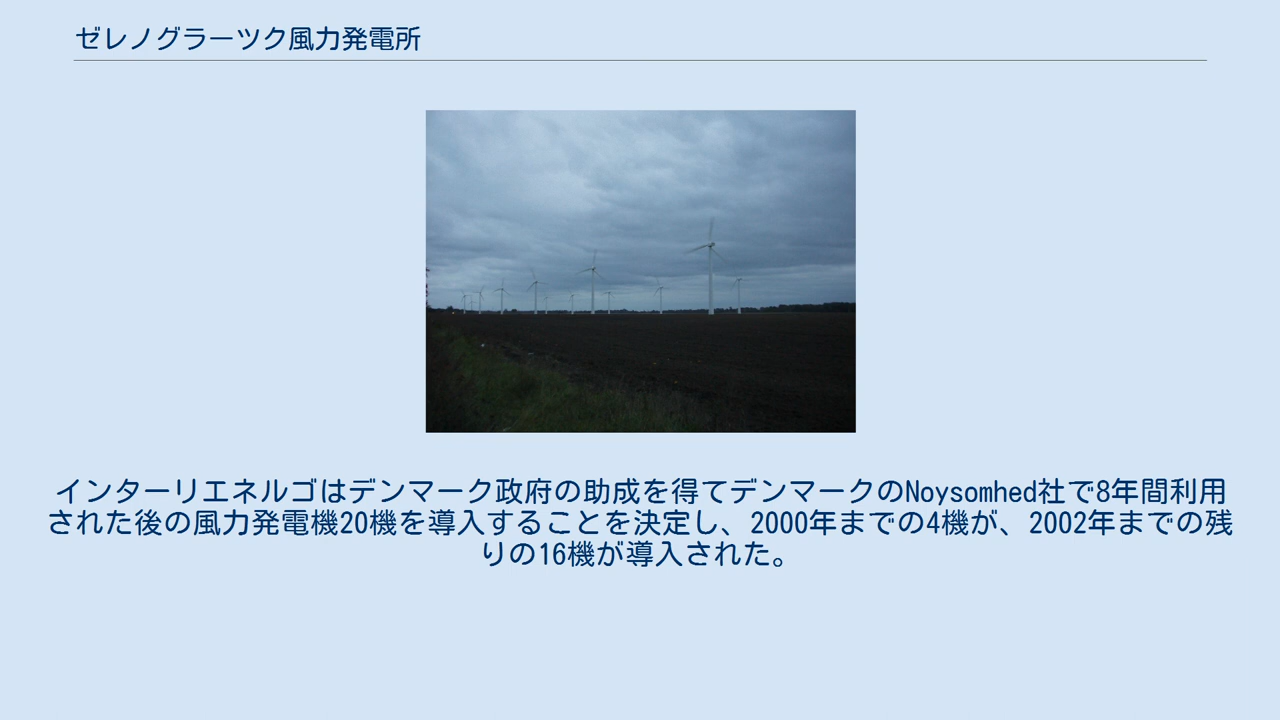 ゼレノグラーツク風力発電所
インターリエネルゴはデンマーク政府の助成を得てデンマークのNoysomhed社で8年間利用
された後の風力発電機20機を導入することを決定し、2000年までの4機が、2002年までの残
りの16機が導入された。